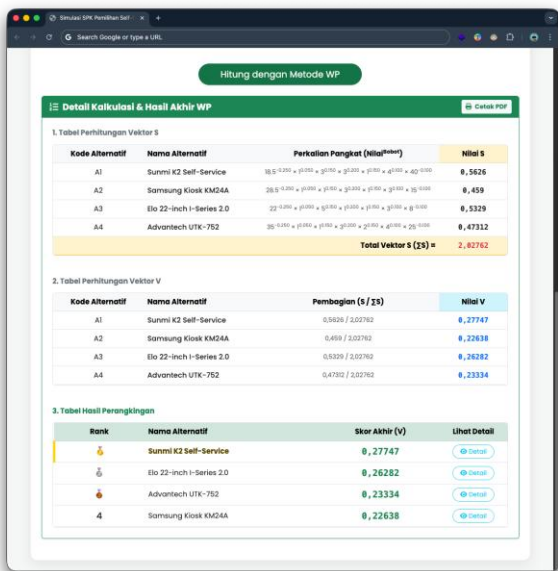 Simulasi SPK Pemilihan Self-
Search Google or type a URL
Hitung dengan Metode WP
Detail Kalkulasi & Hasil Akhir WP
Cetak PDF
1. Tabel Perhitungan Vektor S
Kode Alternatif Nama Alternatif Perkalian Pangkat (Nilai^Bobot) Nilai S
A1 Sunmi K2 Self-Service 0,5626
A2 Samsung Kiosk KM24A 0,459
A3 Elo 22-inch I-Series 2.0 0,5329
A4 Advantech UTK-752 0,47312
Total Vektor S (∑S) = 2,02762
2. Tabel Perhitungan Vektor V
Kode Alternatif Nama Alternatif Pembagian (S / ∑S) Nilai V
A1 Sunmi K2 Self-Service 0,5626 / 2,02762 0,27747
A2 Samsung Kiosk KM24A 0,459 / 2,02762 0,22638
A3 Elo 22-inch I-Series 2.0 0,5329 / 2,02762 0,26282
A4 Advantech UTK-752 0,47312 / 2,02762 0,23334
3. Tabel Hasil Perangkingan
Rank Nama Alternatif Skor Akhir (V) Lihat Detail
Sunmi K2 Self-Service 0,27747 Detail
Elo 22-inch I-Series 2.0 0,26282 Detail
Advantech UTK-752 0,23334 Detail
4 Samsung Kiosk KM24A 0,22638 Detail